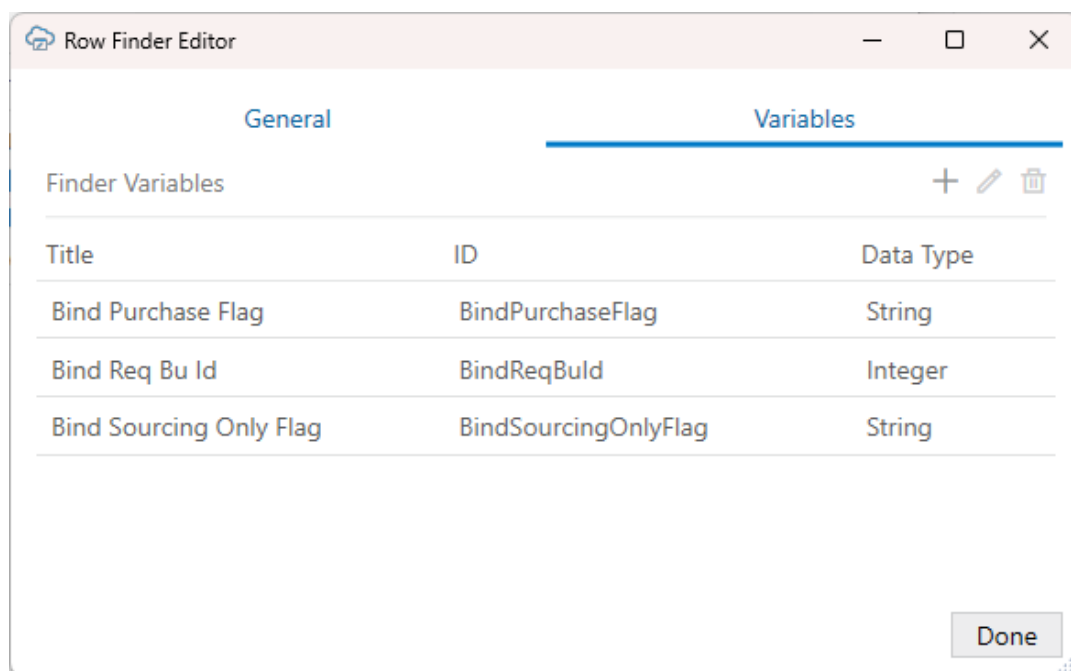 Row Finder Editor
General Variables
Finder Variables
Title ID Data Type
Bind Purchase Flag BindPurchaseFlag String
Bind Req Bu Id BindReqBuId Integer
Bind Sourcing Only Flag BindSourcingOnlyFlag String
Done